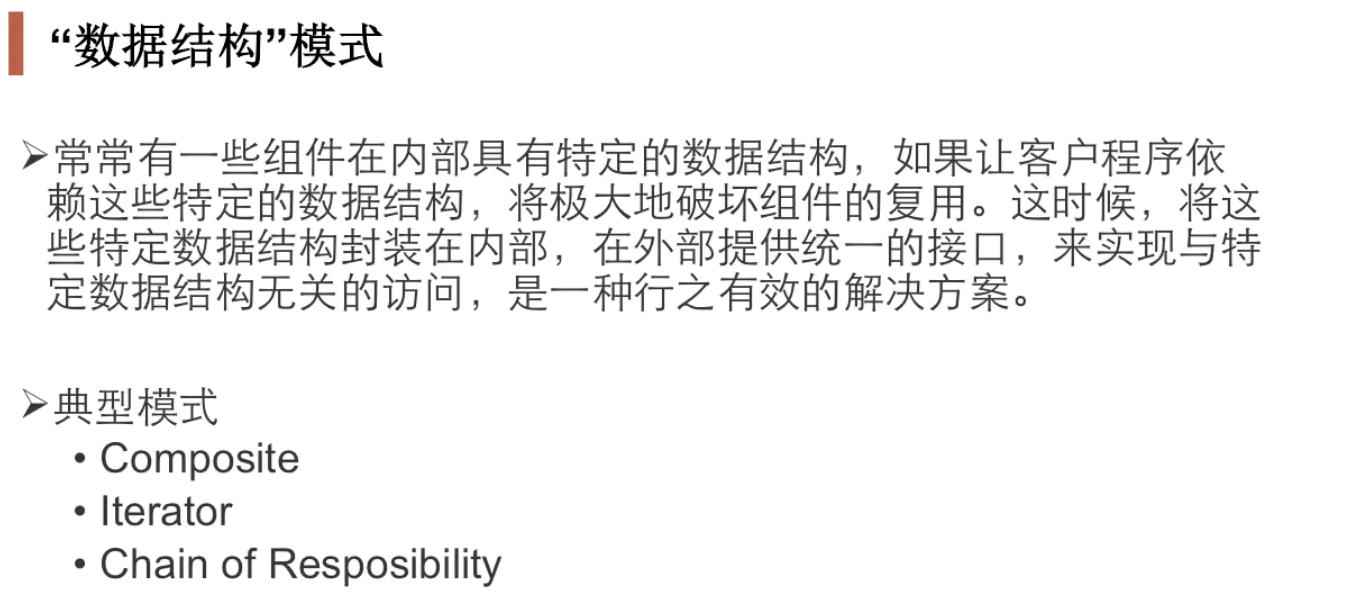 “数据结构”模式
➢常常有一些组件在内部具有特定的数据结构，如果让客户程序依
赖这些特定的数据结构，将极大地破坏组件的复用。这时候，将这
些特定数据结构封装在内部，在外部提供统一的接口，来实现与特
定数据结构无关的访问，是一种行之有效的解决方案。
➢典型模式
• Composite
• Iterator
• Chain of Resposibility